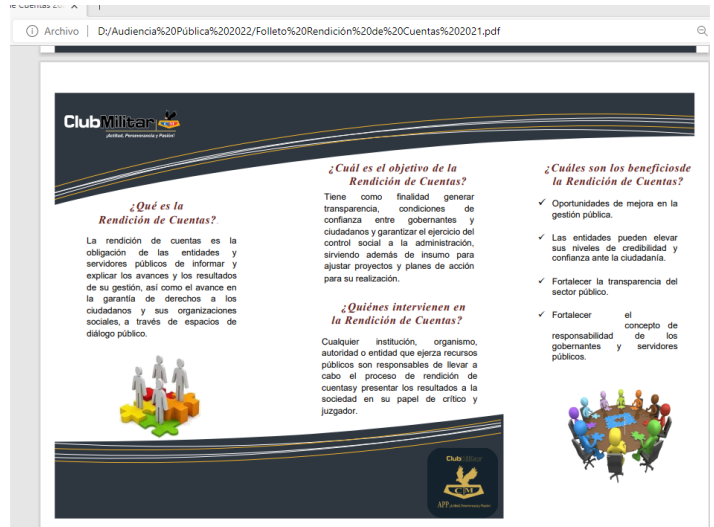 Archivo | D:/Audiencia%20Pública%202022/Folleto%20Rendición%20de%20Cuentas%202021.pdf
ClubMilitar
¡Actitud, Perseverancia y Pasión!
¿Qué es la
Rendición de Cuentas?
La rendición de cuentas es la
obligación de las entidades y
servidores públicos de informar y
explicar los avances y los resultados
de su gestión, así como el avance en
la garantía de derechos a los
ciudadanos y sus organizaciones
sociales, a través de espacios de
diálogo público.
¿Cuál es el objetivo de la
Rendición de Cuentas?
Tiene como finalidad generar
transparencia, condiciones de
confianza entre gobernantes y
ciudadanos y garantizar el ejercicio del
control social a la administración,
sirviendo además de insumo para
ajustar proyectos y planes de acción
para su realización.
¿Quiénes intervienen en
la Rendición de Cuentas?
Cualquier institución, organismo,
autoridad o entidad que ejerza recursos
públicos son responsables de llevar a
cabo el proceso de rendición de
cuentasy presentar los resultados a la
sociedad en su papel de crítico y
juzgador.
¿Cuáles son los beneficiosde
la Rendición de Cuentas?
✓ Oportunidades de mejora en la
gestión pública.
✓ Las entidades pueden elevar
sus niveles de credibilidad y
confianza ante la ciudadanía.
✓ Fortalecer la transparencia del
sector público.
✓ Fortalecer el
concepto de
responsabilidad de los
gobernantes y servidores
públicos.
ClubMilitar
CM
APP ¡Actitud, Perseverancia y Pasión!